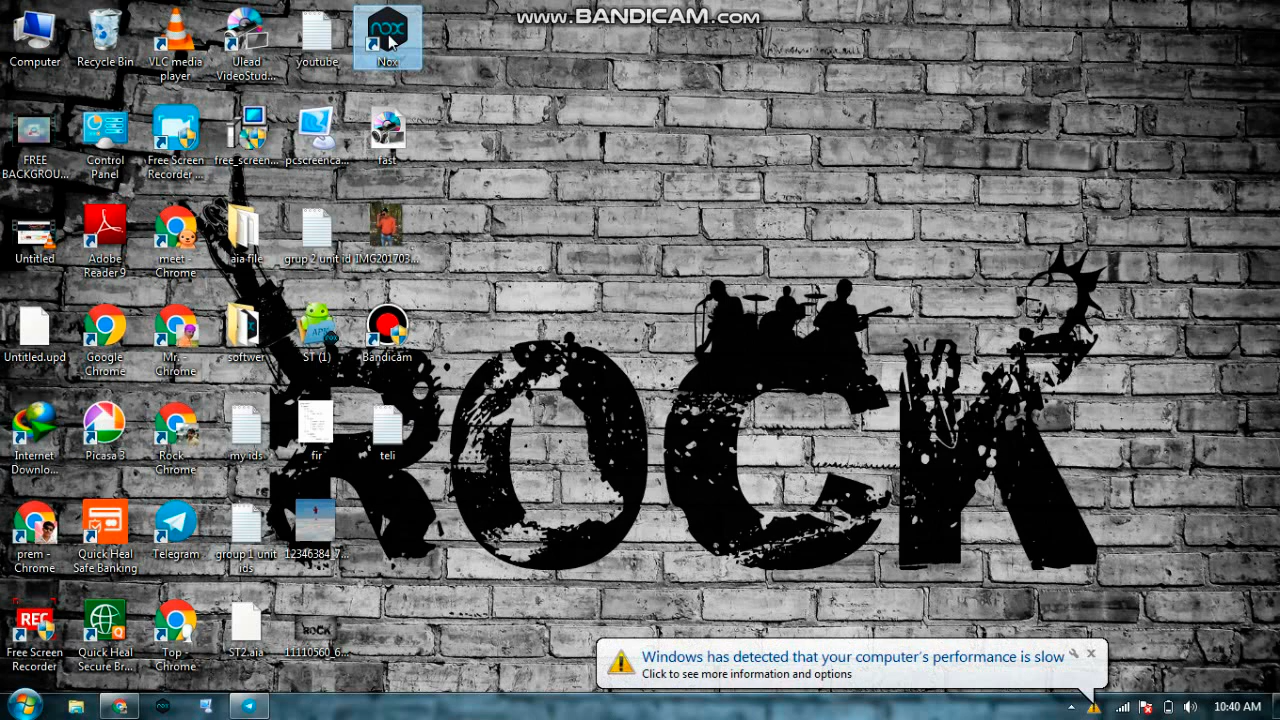 www.BANDICAM.com
nox
Computer
Recycle Bin
VLC media
player
Ulead
VideoStud...
youtube
Nox
FREE
BACKGROU...
Control
Panel
Free Screen
Recorder ...
free_screen...
pcscreenca...
fast
Untitled
Adobe
Reader 9
meet -
Chrome
aia file
grup 2 unit id
IMG201703...
Untitled.upd
Google
Chrome
Mr. -
Chrome
softwer
ST (1)
Bandicam
Internet
Downlo...
Picasa 3
Rock -
Chrome
my ids
fir
teli
prem -
Chrome
Quick Heal
Safe Banking
Telegram
group 1 unit
ids
12346384_7...
REC
Free Screen
Recorder
Quick Heal
Secure Br...
Top -
Chrome
ST2.aia
ROCK
11110560_6...
ROCK
Windows has detected that your computer's performance is slow
Click to see more information and options
10:40 AM